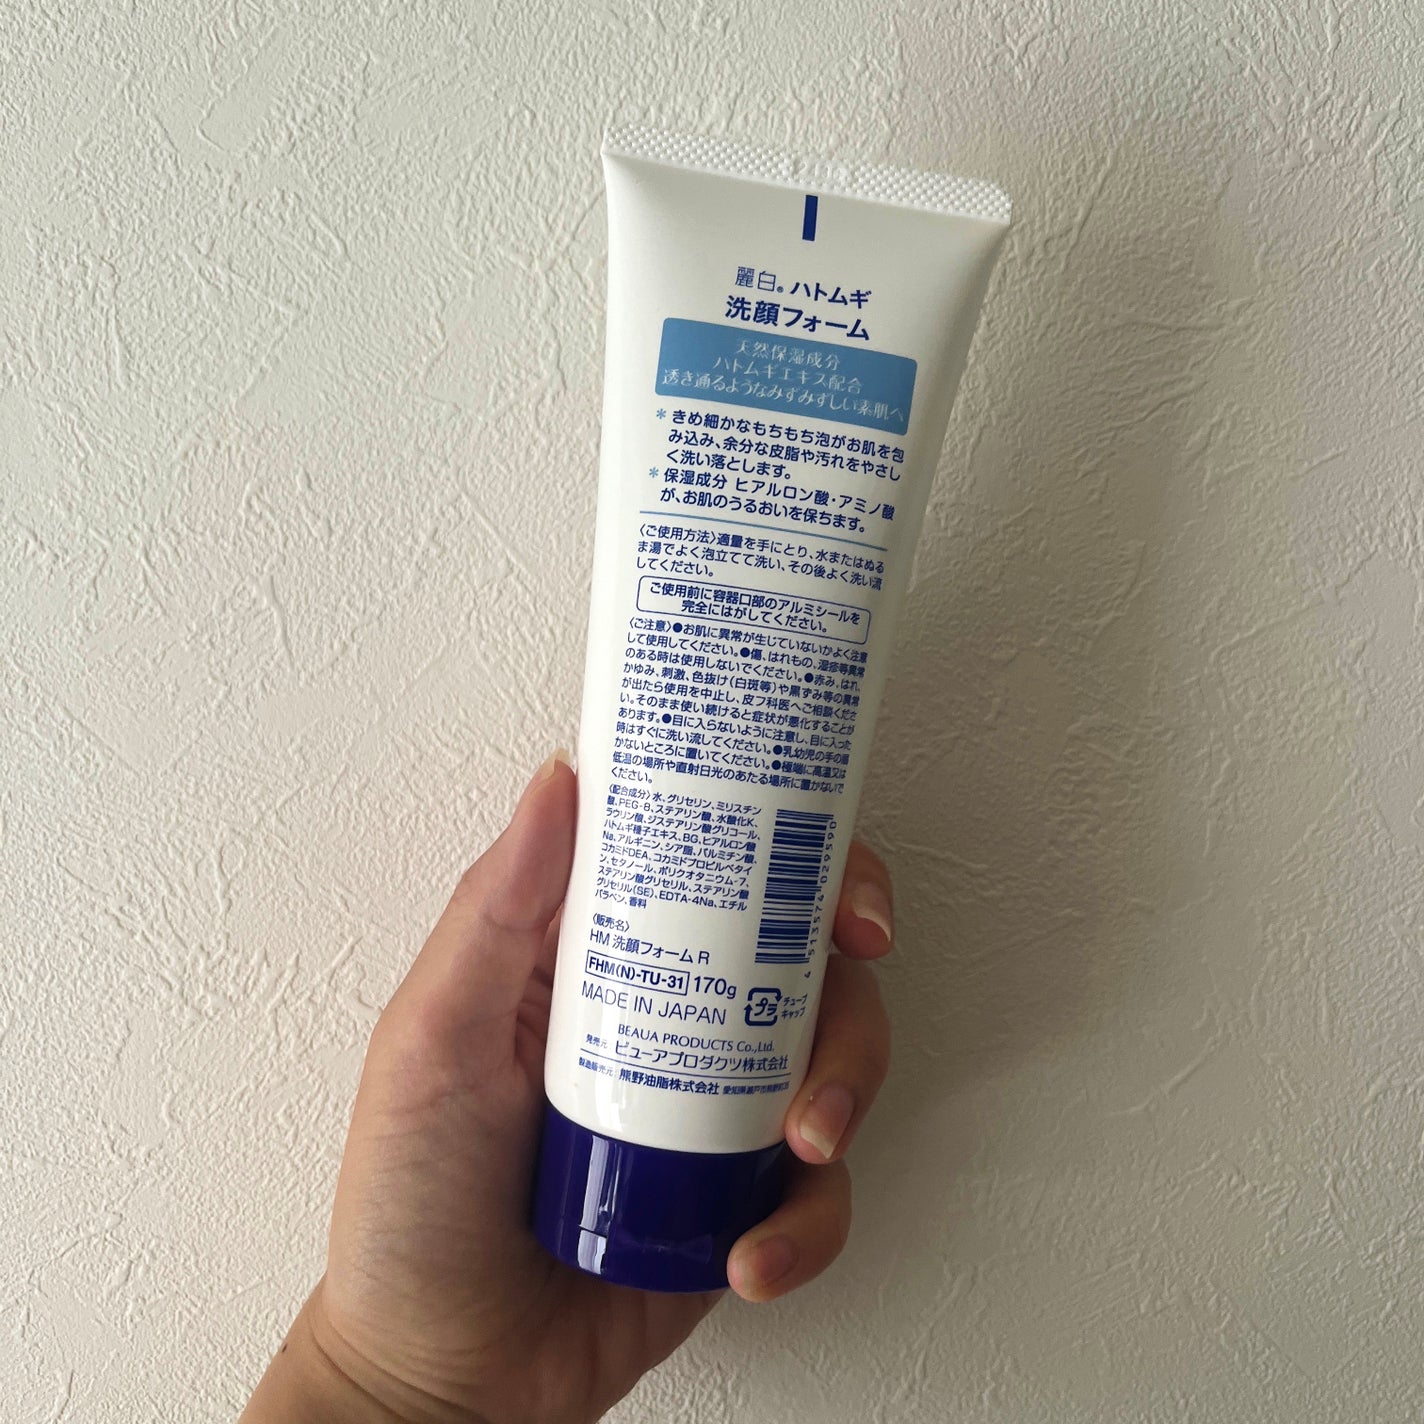 麗白® ハトムギ
洗顔フォーム
天然保湿成分
ハトムギエキス配合
透き通るようなみずみずしい素肌へ
* きめ細かなもちもち泡がお肌を包
み込み、余分な皮脂や汚れをやさし
く洗い落とします。
* 保湿成分 ヒアルロン酸・アミノ酸
が、お肌のうるおいを保ちます。
〈ご使用方法〉適量を手にとり、水またはぬる
ま湯でよく泡立てて洗い、その後よく洗い流
してください。
ご使用前に容器口部のアルミシールを
完全にはがしてください。
〈ご注意〉●お肌に異常が生じていないかよく注意
して使用してください。●傷、はれもの、湿疹等異常
のある時は使用しないでください。●赤み、はれ、
かゆみ、刺激、色抜け(白斑等)や黒ずみ等の異常
が出たら使用を中止し、皮フ科医へご相談くださ
い。そのまま使い続けると症状が悪化することが
あります。●目に入らないように注意し、目に入った
時はすぐに洗い流してください。●乳幼児の手の届
かないところに置いてください。●極端に高温又は
低温の場所や直射日光のあたる場所に置かないで
ください。
〈配合成分〉水、グリセリン、ミリスチン
酸、PEG-8、ステアリン酸、水酸化K、
ラウリン酸、ジステアリン酸グリコール、
ハトムギ種子エキス、BG、ヒアルロン酸
Na、アルギニン、シア脂、パルミチン酸、
コカミドDEA、コカミドプロピルベタイ
ン、セタノール、ポリクオタニウム-7、
ステアリン酸グリセリル、ステアリン酸
グリセリル(SE)、EDTA-4Na、エチル
パラベン、香料
4 513574 029590
〈販売名〉
HM 洗顔フォーム R
FHM(N)-TU-31 170g
MADE IN JAPAN
プラ
チューブ
キャップ
BEAUA PRODUCTS Co.,Ltd.
発売元 ビューアプロダクツ株式会社
製造販売元 熊野油脂株式会社 愛知県瀬戸市